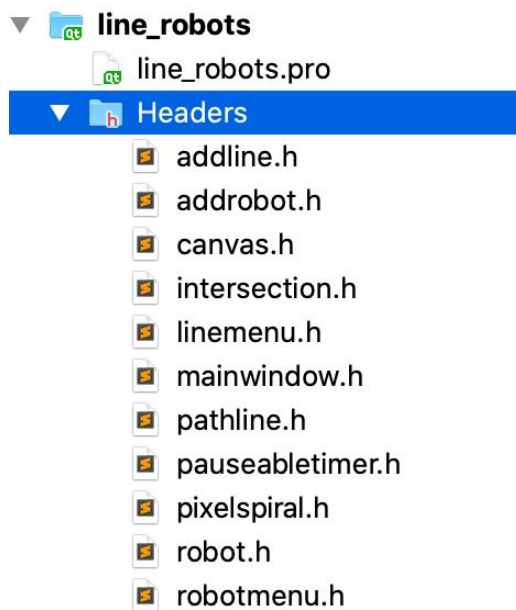 line_robots
line_robots.pro
Headers
addline.h
addrobot.h
canvas.h
intersection.h
linemenu.h
mainwindow.h
pathline.h
pauseabletimer.h
pixelspiral.h
robot.h
robotmenu.h